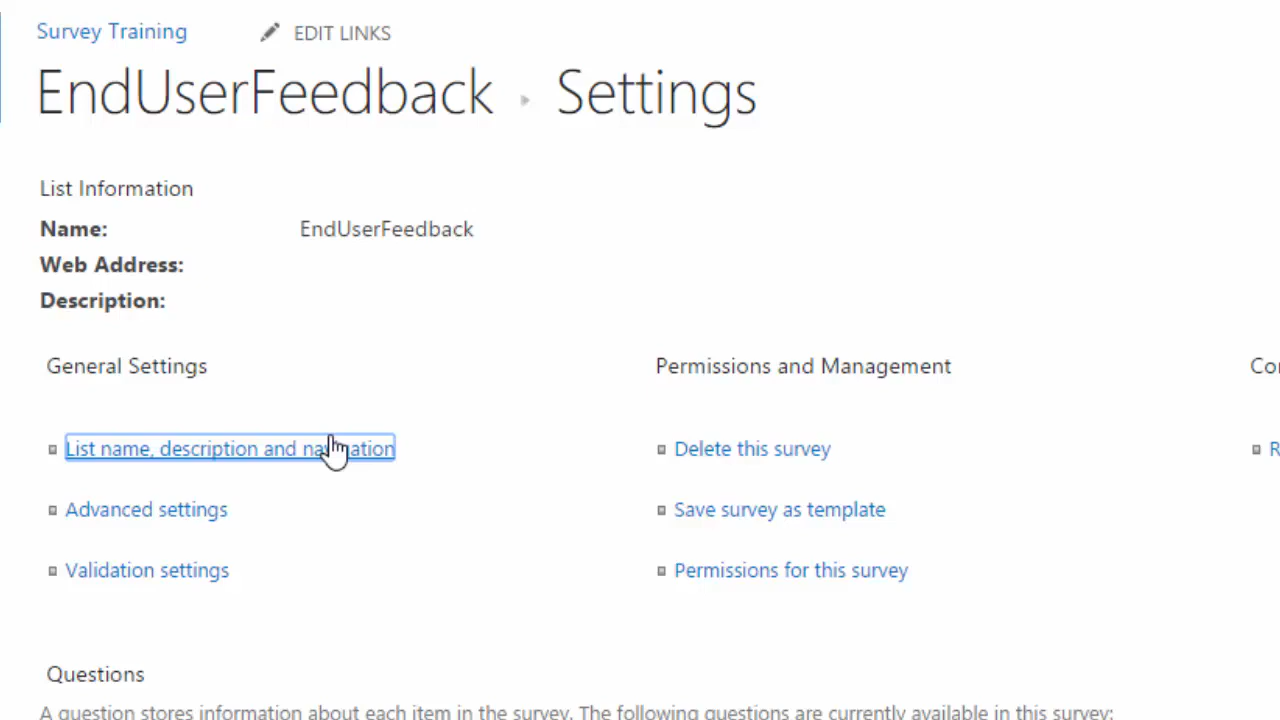 Survey Training EDIT LINKS
EndUserFeedback Settings
List Information
Name: EndUserFeedback
Web Address:
Description:
General Settings Permissions and Management
List name, description and navigation Delete this survey
Advanced settings Save survey as template
Validation settings Permissions for this survey
Questions
A question stores information about each item in the survey. The following questions are currently available in this survey: